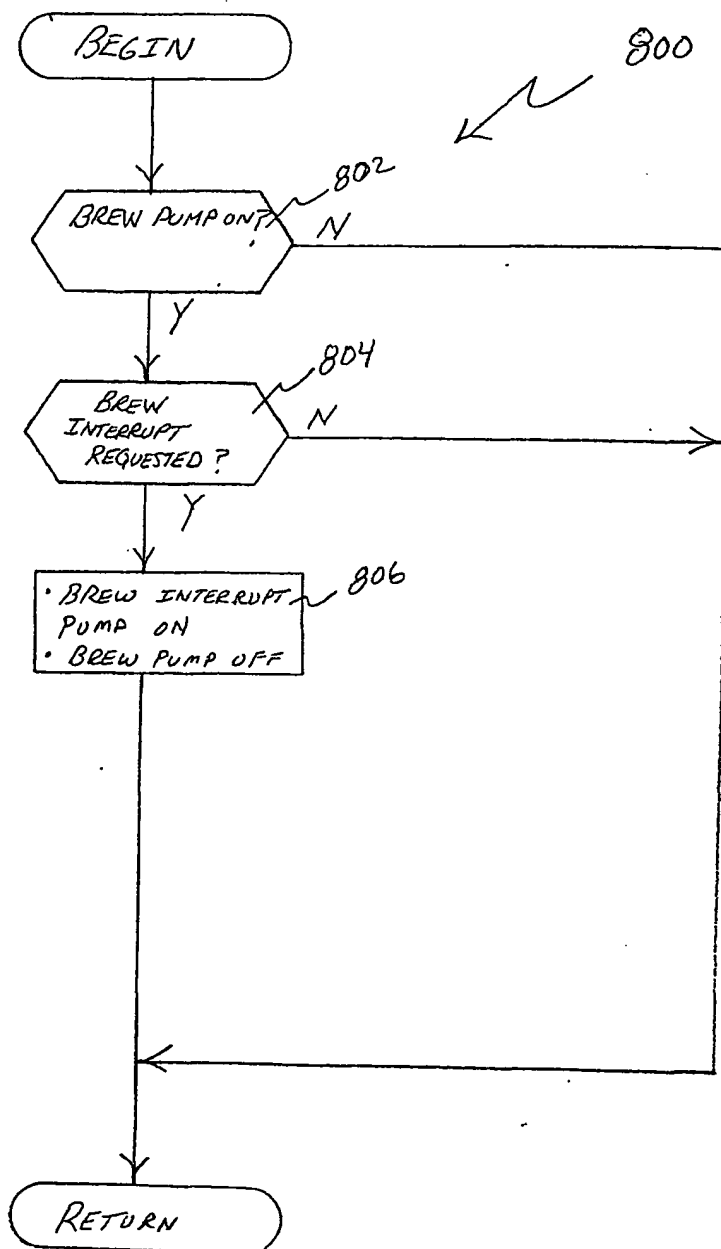 BEGIN
800
802
BREW PUMP ON?
N
Y
804
BREW
INTERRUPT
REQUESTED?
N
Y
806
• BREW INTERRUPT
PUMP ON
• BREW PUMP OFF
RETURN